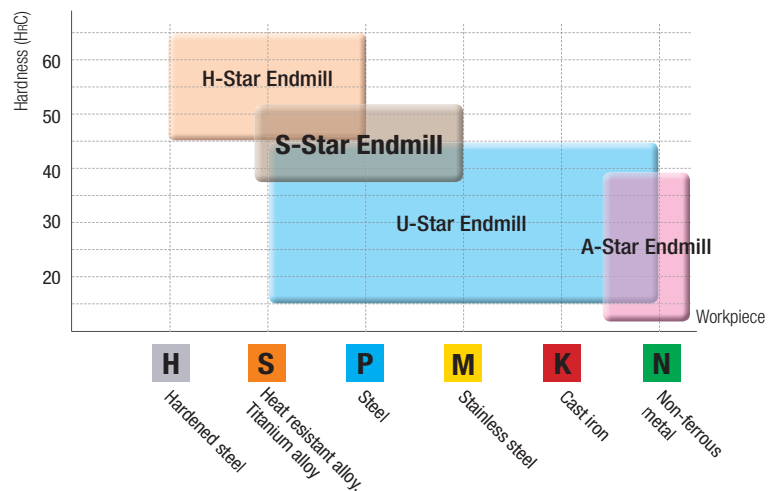 Hardness (HRC)
60
50
40
30
20
H-Star Endmill
S-Star Endmill
U-Star Endmill
A-Star Endmill
Workpiece
H
S
P
M
K
N
Hardened steel
Heat resistant alloy,
Titanium alloy
Steel
Stainless steel
Cast iron
Non-ferrous
metal